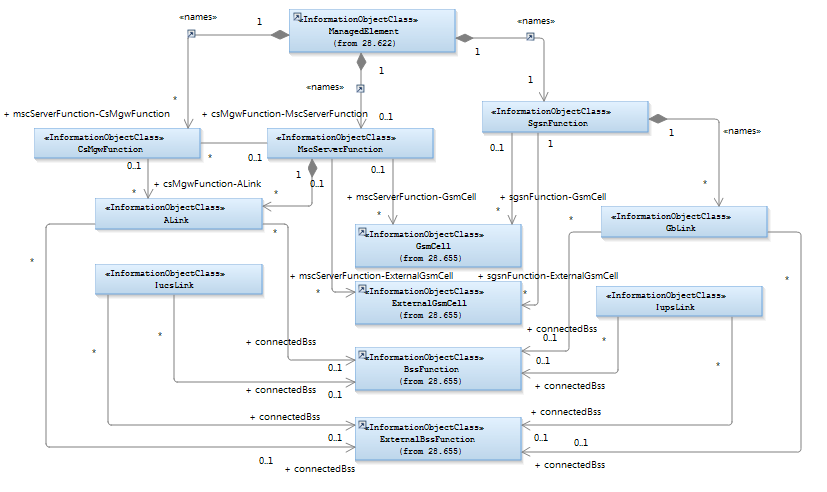 «names»
1
«InformationObjectClass»
ManagedElement
(from 28.622)
1
«names»
«names»
1
*
1
+ mscServerFunction-CsMgwFunction
+ csMgwFunction-MscServerFunction
0..1
«InformationObjectClass»
SgsnFunction
1
«names»
«InformationObjectClass»
CsMgwFunction
*
0..1
«InformationObjectClass»
MscServerFunction
0..1
1
0..1
0..1
1
0..1
+ csMgwFunction-ALink
*
*
+ mscServerFunction-GsmCell
*
+ sgsnFunction-GsmCell
*
*
«InformationObjectClass»
ALink
*
*
«InformationObjectClass»
GsmCell
(from 28.655)
*
«InformationObjectClass»
GbLink
*
«InformationObjectClass»
IucsLink
+ mscServerFunction-ExternalGsmCell
*
+ sgsnFunction-ExternalGsmCell
*
«InformationObjectClass»
ExternalGsmCell
(from 28.655)
«InformationObjectClass»
IupsLink
*
*
+ connectedBss
0..1
+ connectedBss
0..1
*
*
«InformationObjectClass»
BssFunction
(from 28.655)
0..1
+ connectedBss
0..1
+ connectedBss
+ connectedBss
0..1
+ connectedBss
0..1
«InformationObjectClass»
ExternalBssFunction
(from 28.655)
0..1
0..1
+ connectedBss
+ connectedBss